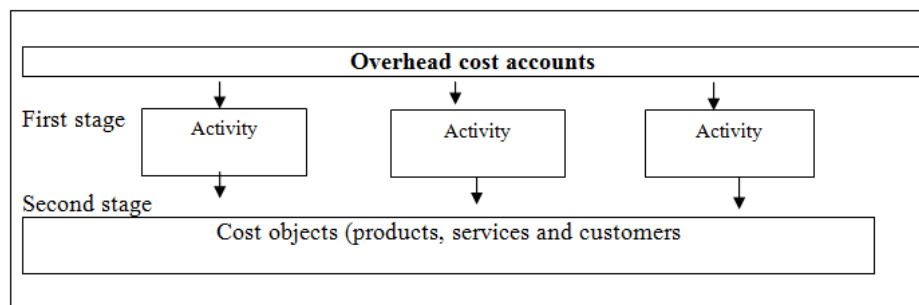 Overhead cost accounts
First stage
Activity
Activity
Activity
Second stage
Cost objects (products, services and customers